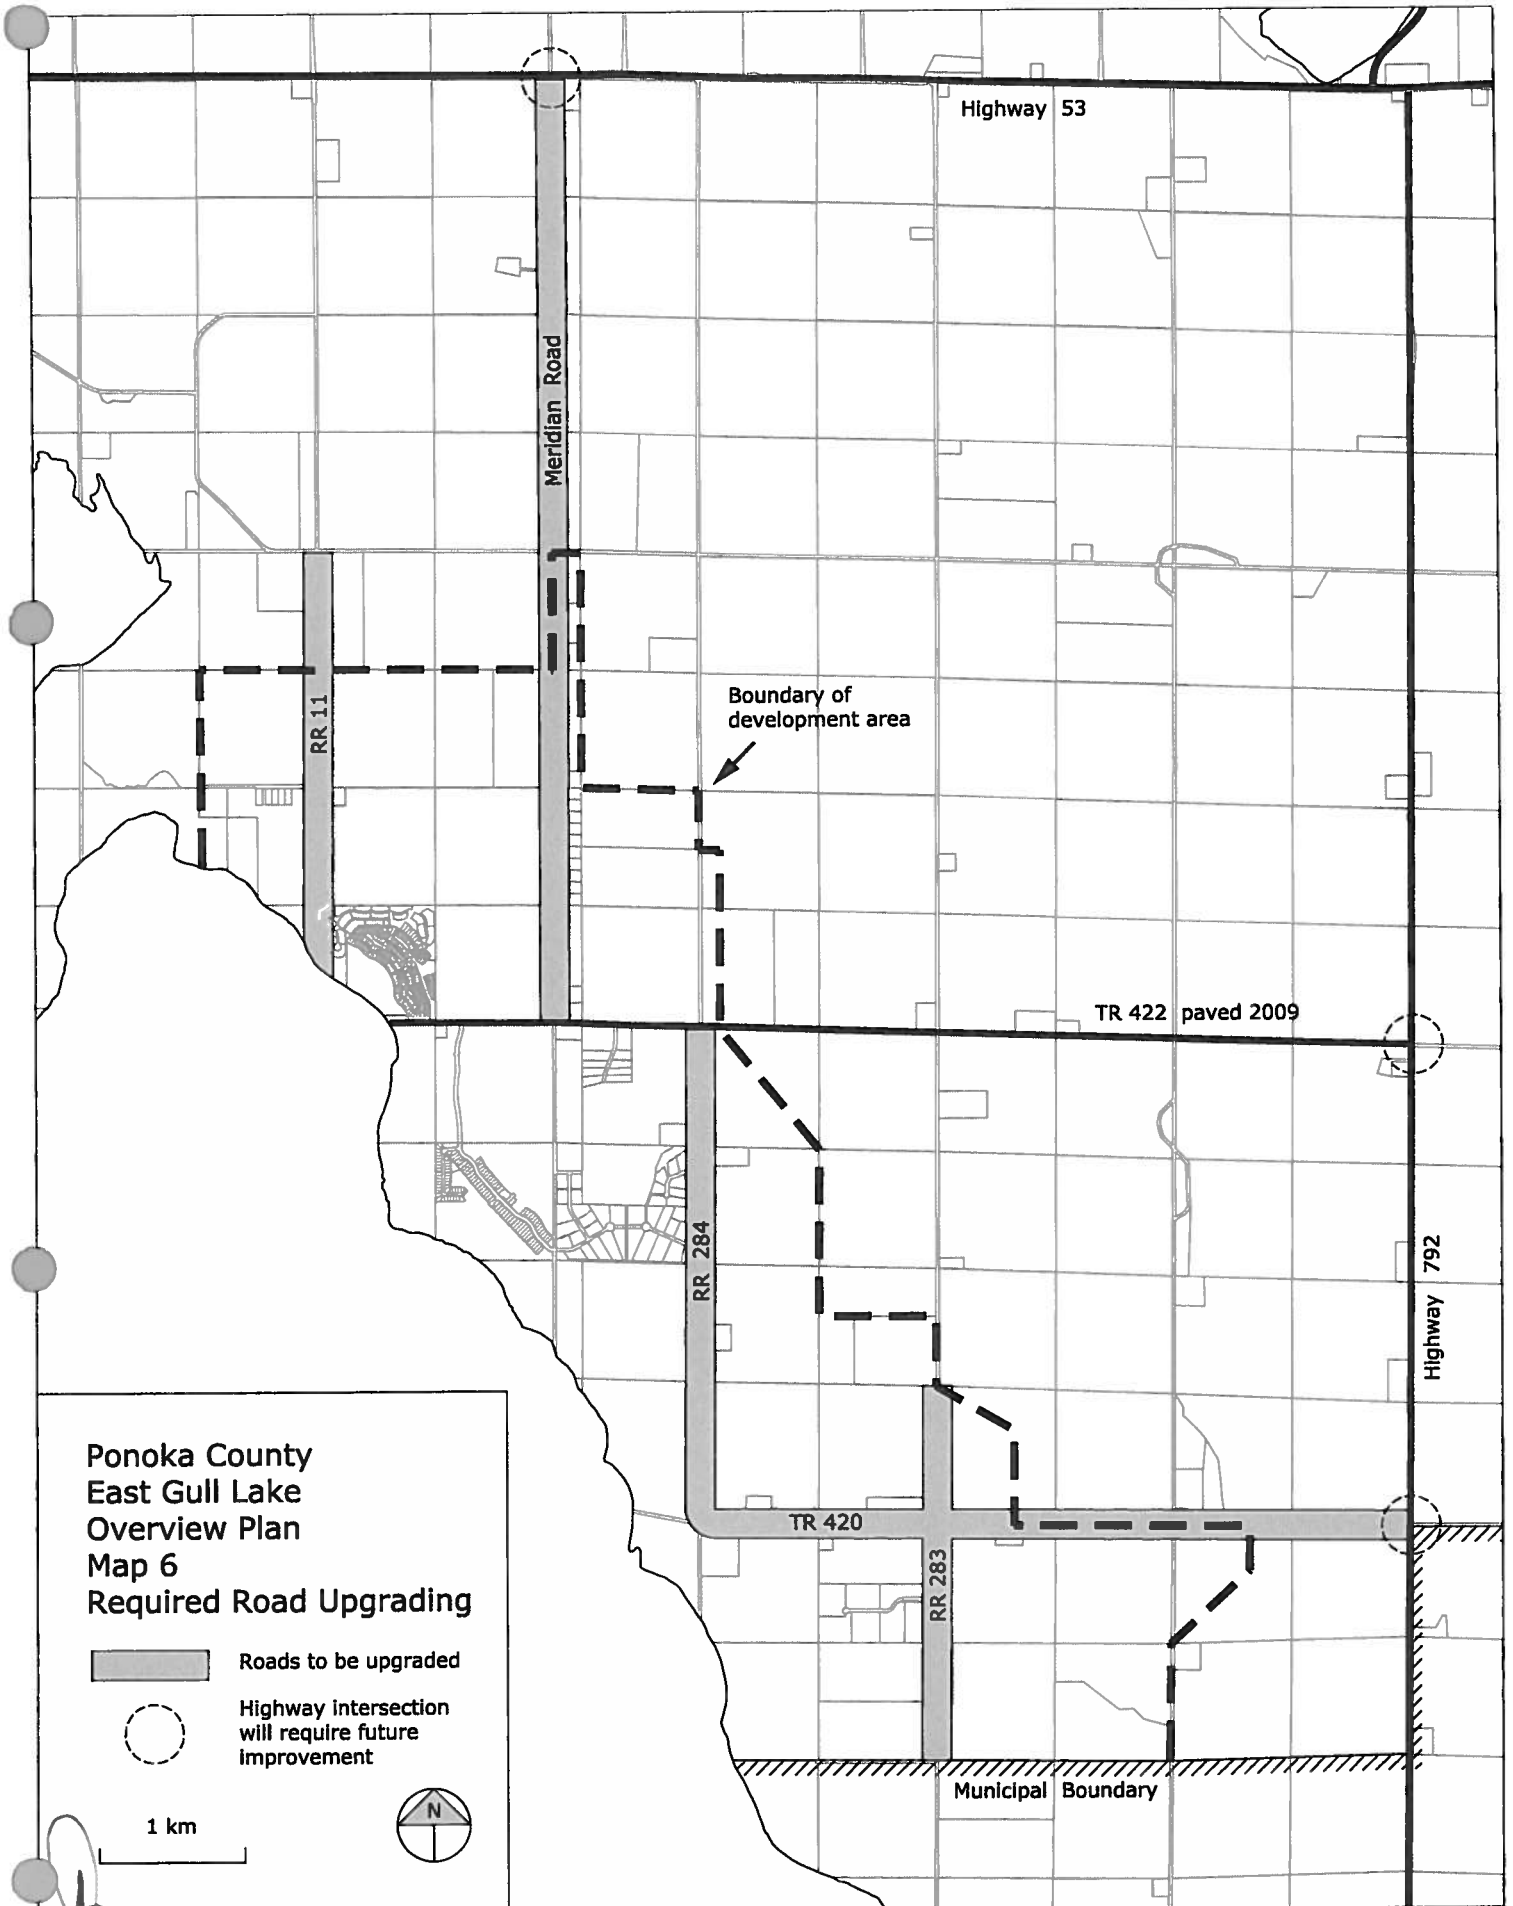 Highway 53
Meridian Road
Boundary of
development area
RR 11
TR 422 paved 2009
RR 284
Highway 792
TR 420
RR 283
Municipal Boundary
Ponoka County
East Gull Lake
Overview Plan
Map 6
Required Road Upgrading
Roads to be upgraded
Highway intersection
will require future
improvement
1 km
N